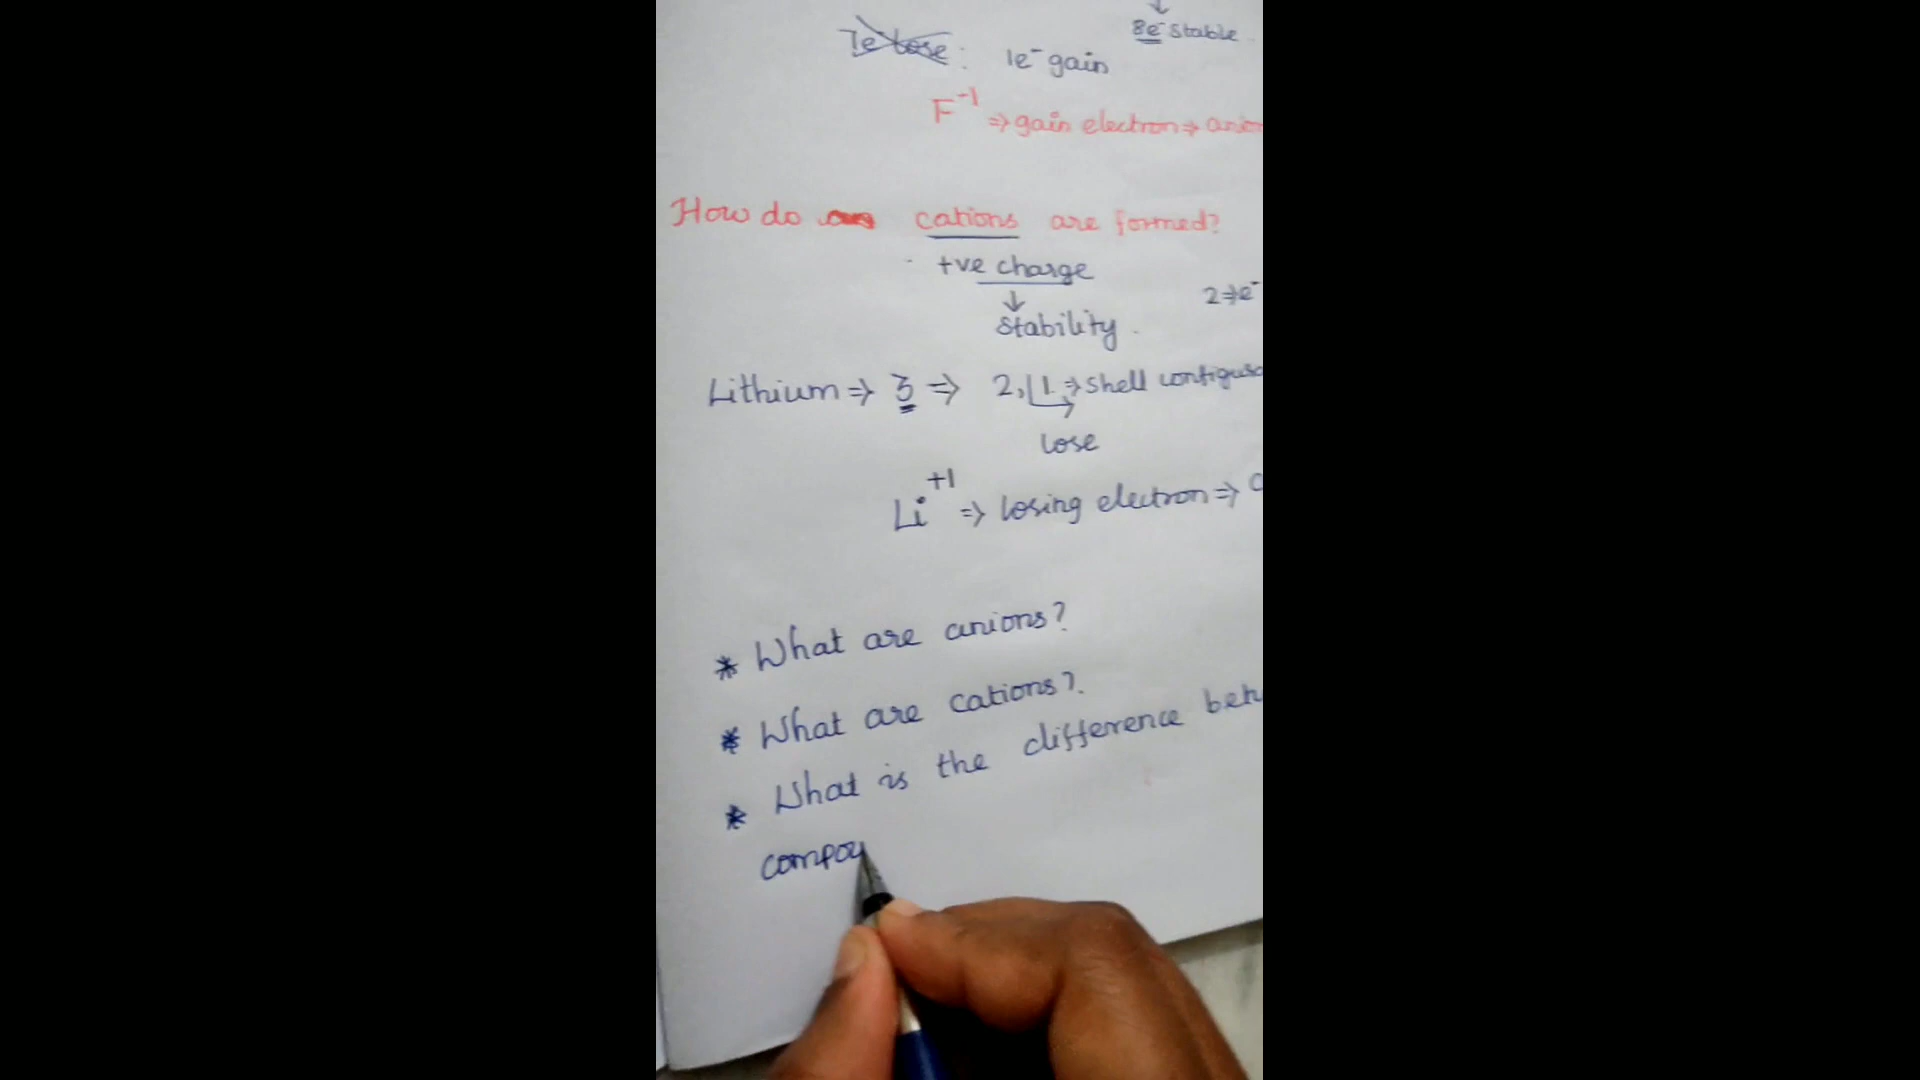 8e⁻ stable
7e⁻ lose : 1e⁻ gain
F⁻¹ ⇒ gain electron ⇒
How do cations are formed?
+ve charge
↓
stability.
2 ⇒ e⁻
Lithium ⇒ 3 ⇒ 2, 1 ⇒ shell
lose
Li⁺¹ ⇒ losing electron ⇒
* What are anions?
* What are cations?
* What is the difference bet
compou